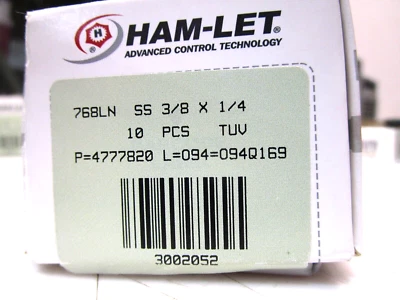 HAM-LET®
ADVANCED CONTROL TECHNOLOGY
768LN SS 3/8 X 1/4
10 PCS TUV
P=4777820 L=094=094Q169
3002052